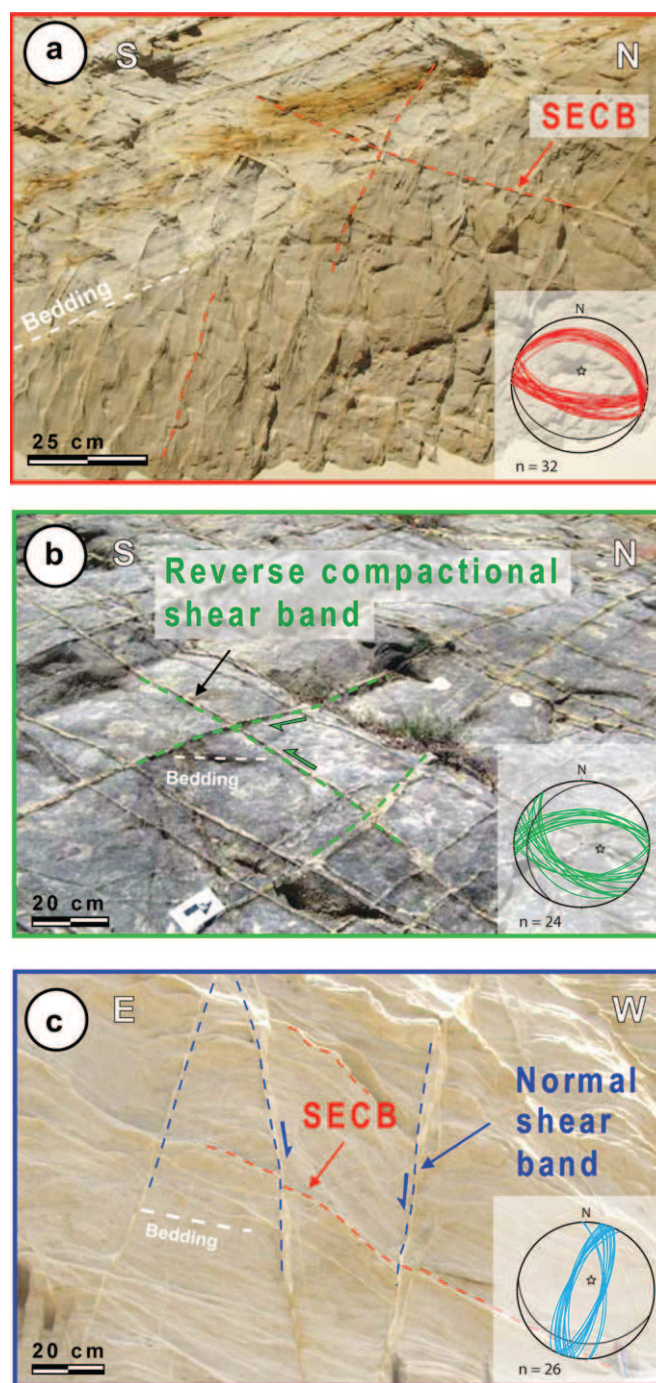 a
S
N
SECB
Bedding
25 cm
N
n = 32
b
S
N
Reverse compactional
shear band
Bedding
20 cm
N
n = 24
c
E
W
Normal
shear
band
SECB
Bedding
20 cm
N
n = 26